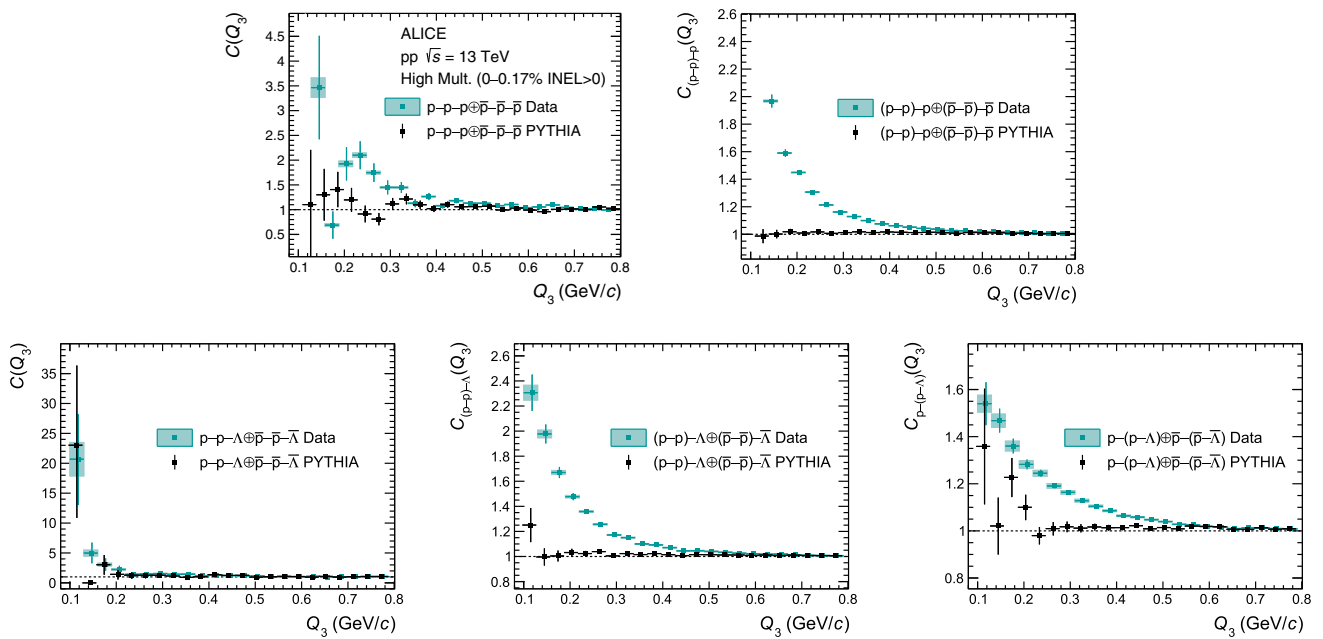 C(Q3)
4.5
4
3.5
3
2.5
2
1.5
1
0.5
ALICE
pp √s = 13 TeV
High Mult. (0–0.17% INEL>0)
p–p–p⊕p̅–p̅–p̅ Data
p–p–p⊕p̅–p̅–p̅ PYTHIA
0.1 0.2 0.3 0.4 0.5 0.6 0.7 0.8
Q3 (GeV/c)
C(p–p)–p(Q3)
2.6
2.4
2.2
2
1.8
1.6
1.4
1.2
1
(p–p)–p⊕(p̅–p̅)–p̅ Data
(p–p)–p⊕(p̅–p̅)–p̅ PYTHIA
0.1 0.2 0.3 0.4 0.5 0.6 0.7 0.8
Q3 (GeV/c)
C(Q3)
35
30
25
20
15
10
5
0
p–p–Λ⊕p̅–p̅–Λ̅ Data
p–p–Λ⊕p̅–p̅–Λ̅ PYTHIA
0.1 0.2 0.3 0.4 0.5 0.6 0.7 0.8
Q3 (GeV/c)
C(p–p)–Λ(Q3)
2.6
2.4
2.2
2
1.8
1.6
1.4
1.2
1
0.8
(p–p)–Λ⊕(p̅–p̅)–Λ̅ Data
(p–p)–Λ⊕(p̅–p̅)–Λ̅ PYTHIA
0.1 0.2 0.3 0.4 0.5 0.6 0.7 0.8
Q3 (GeV/c)
Cp–(p–Λ)(Q3)
1.6
1.4
1.2
1
0.8
p–(p–Λ)⊕p̅–(p̅–Λ̅) Data
p–(p–Λ)⊕p̅–(p̅–Λ̅) PYTHIA
0.1 0.2 0.3 0.4 0.5 0.6 0.7 0.8
Q3 (GeV/c)